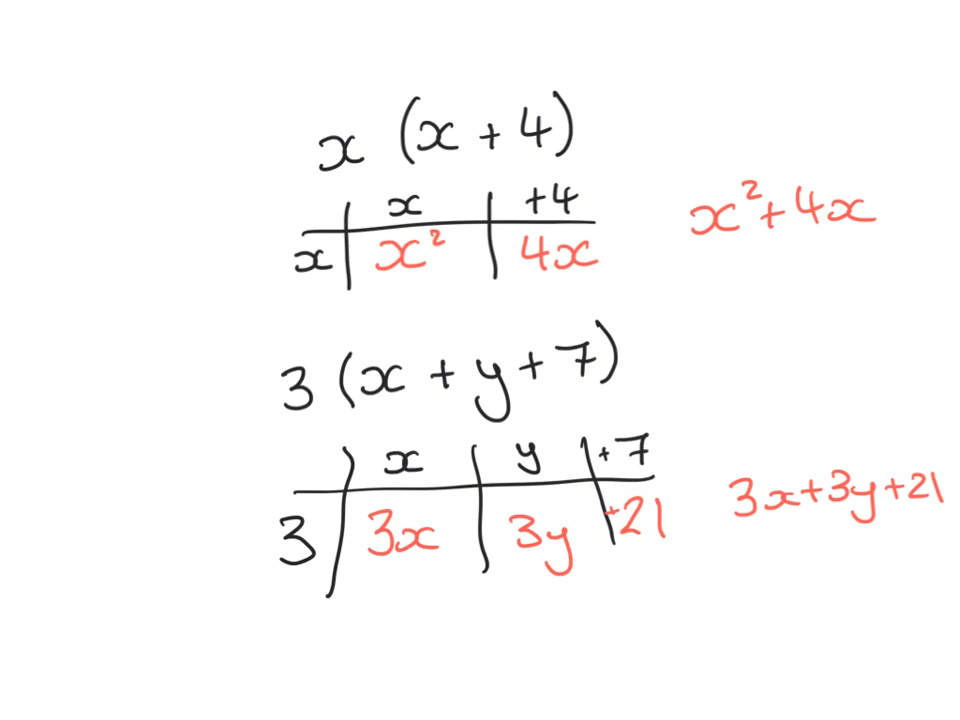 x (x + 4)
x +4
x x² 4x x² + 4x
3 (x + y + 7)
x y +7
3 3x 3y +21 3x+3y+21